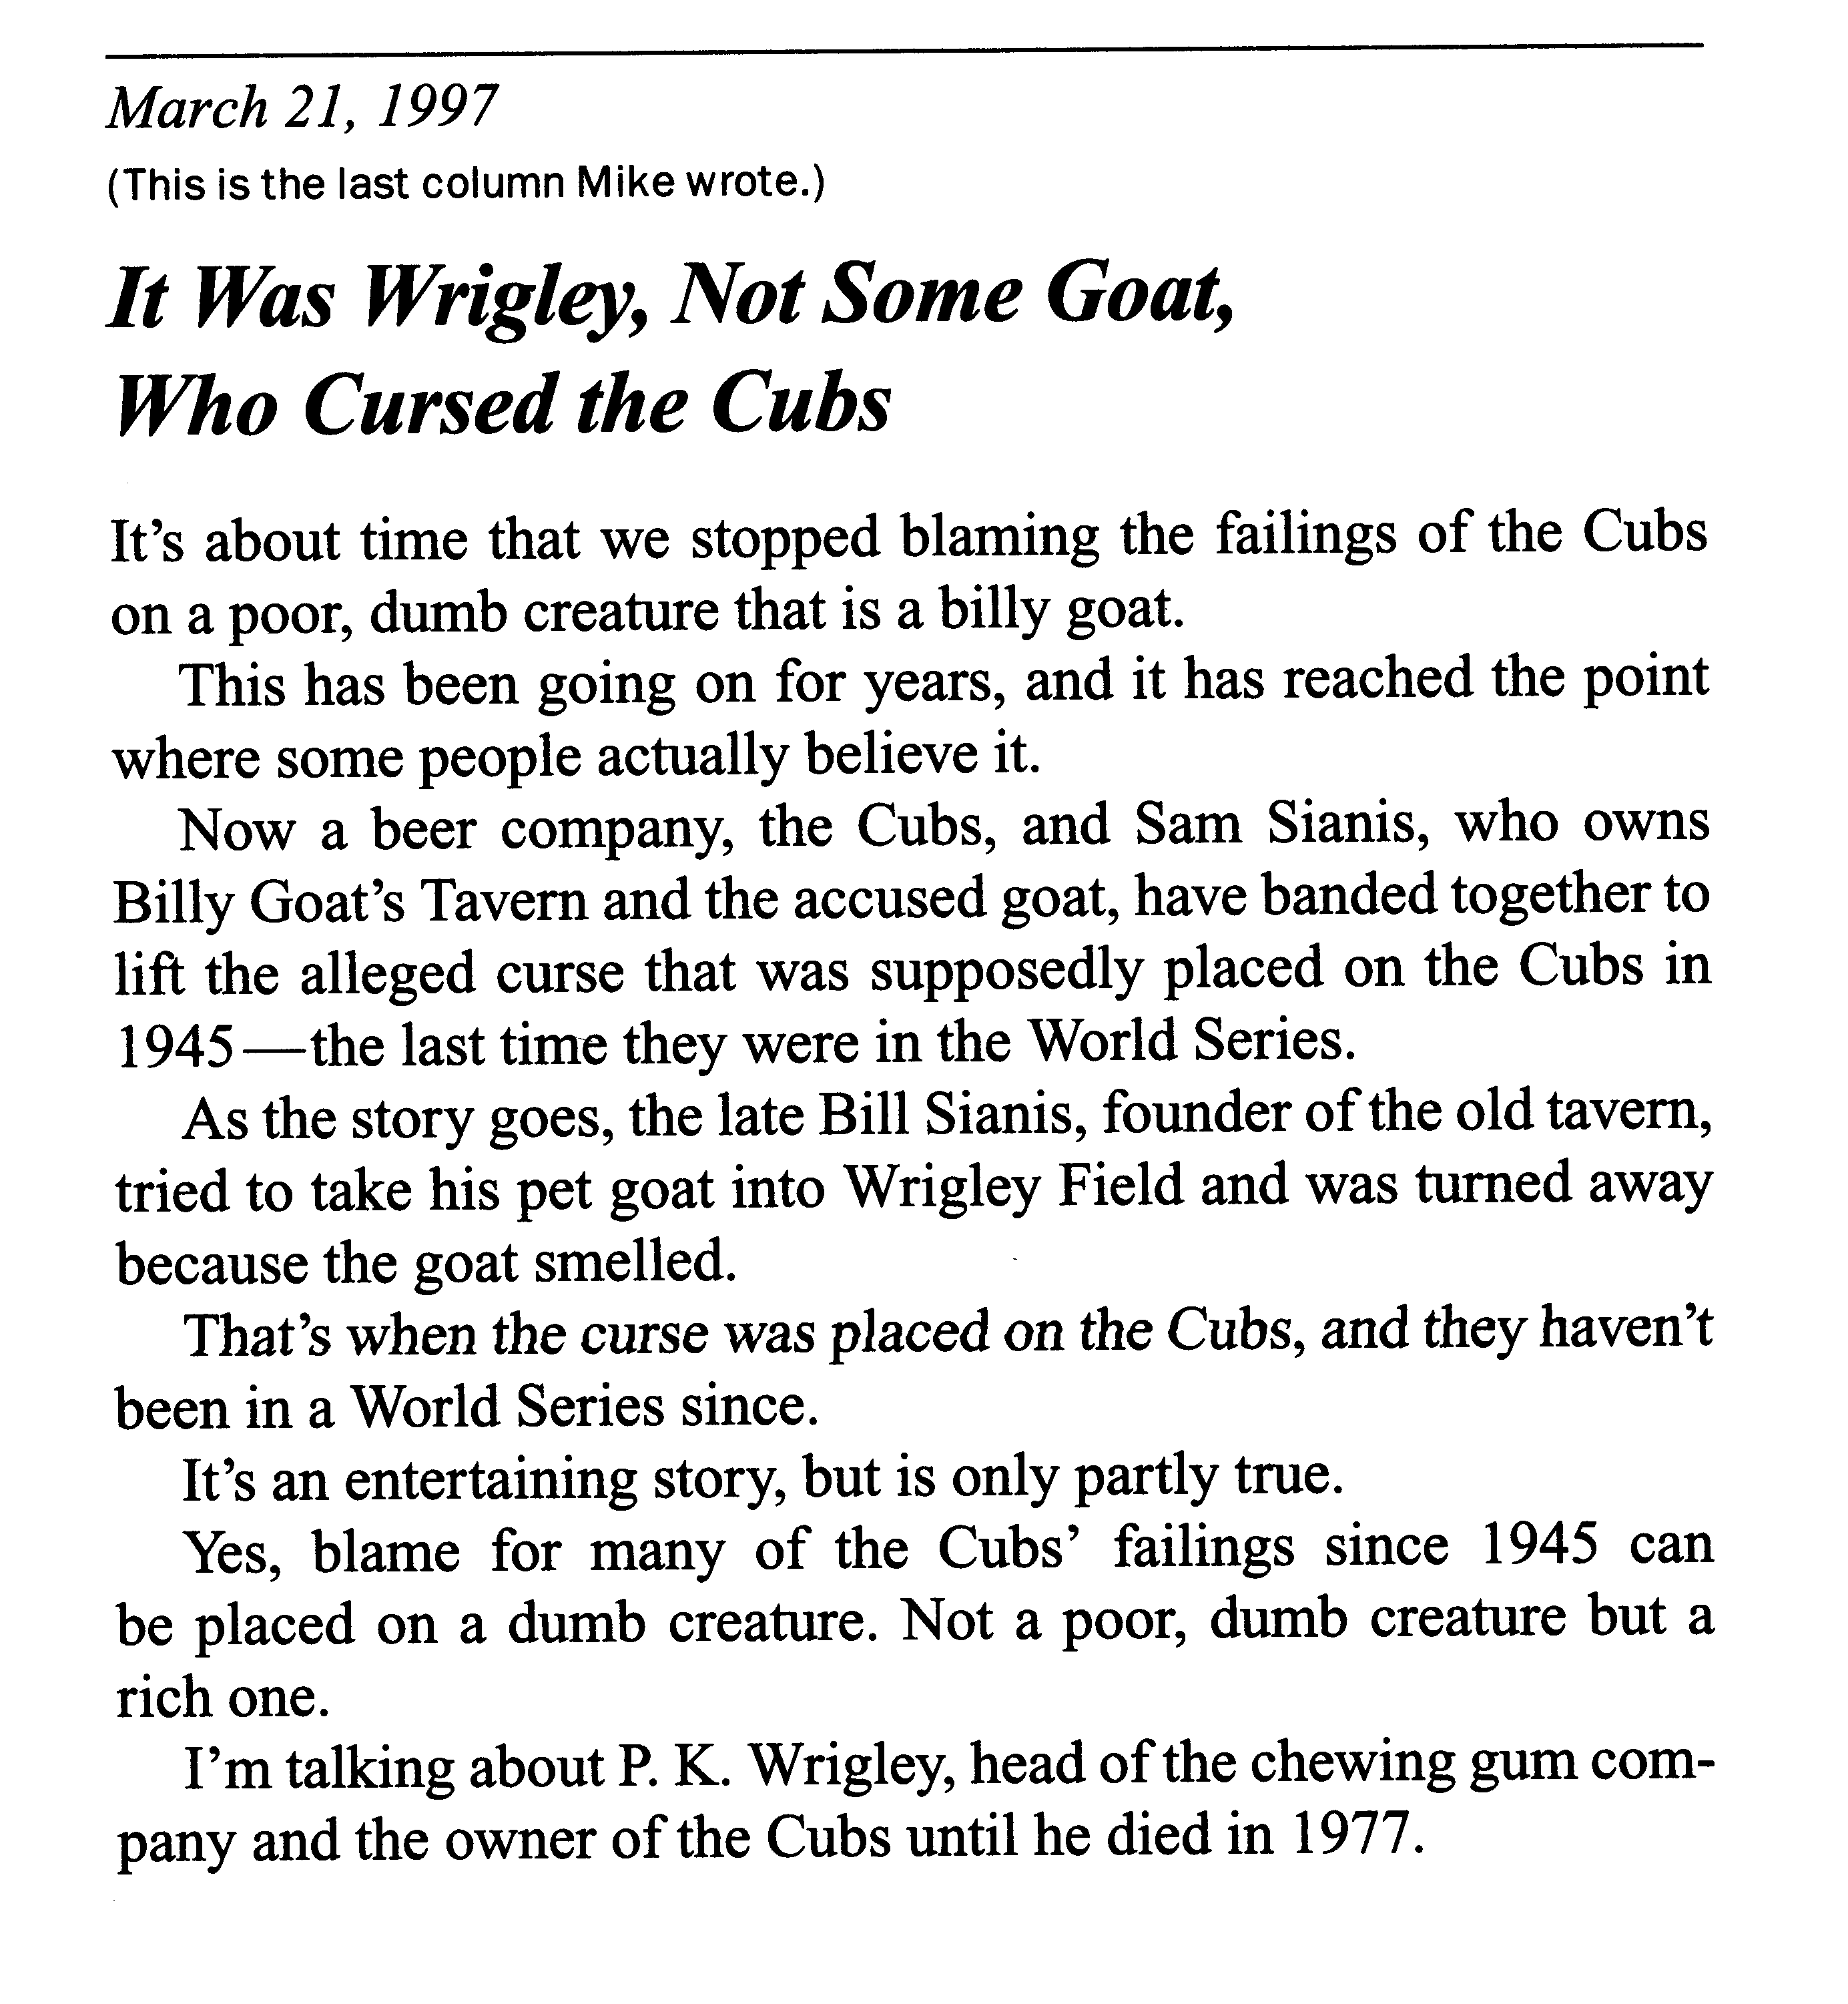 March 21, 1997
(This is the last column Mike wrote.)
It Was Wrigley, Not Some Goat,
Who Cursed the Cubs
It’s about time that we stopped blaming the failings of the Cubs
on a poor, dumb creature that is a billy goat.
This has been going on for years, and it has reached the point
where some people actually believe it.
Now a beer company, the Cubs, and Sam Sianis, who owns
Billy Goat’s Tavern and the accused goat, have banded together to
lift the alleged curse that was supposedly placed on the Cubs in
1945—the last time they were in the World Series.
As the story goes, the late Bill Sianis, founder of the old tavern,
tried to take his pet goat into Wrigley Field and was turned away
because the goat smelled.
That’s when the curse was placed on the Cubs, and they haven’t
been in a World Series since.
It’s an entertaining story, but is only partly true.
Yes, blame for many of the Cubs’ failings since 1945 can
be placed on a dumb creature. Not a poor, dumb creature but a
rich one.
I’m talking about P. K. Wrigley, head of the chewing gum com-
pany and the owner of the Cubs until he died in 1977.